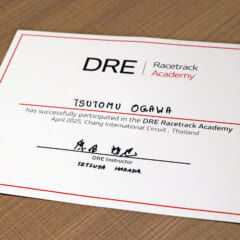 DRE Racetrack Academy
TSUTOMU OGAWA
has successfully participated in the DRE Racetrack Academy
April 2025, Chang International Circuit, Thailand
DRE Instructor
TETSUYA HARADA